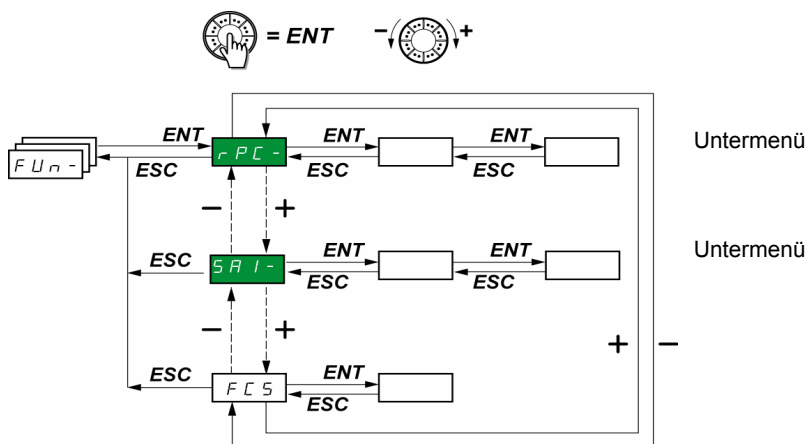 = ENT
- +
FUn-
ENT
ESC
rPC-
ENT
ESC
ENT
ESC
Untermenü
- +
ESC
SAI-
ENT
ESC
ENT
ESC
Untermenü
- +
+ -
ESC
FCS
ENT
ESC